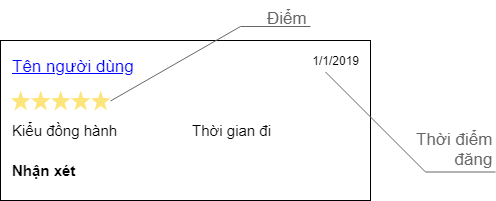 Điểm
Tên người dùng
1/1/2019
Kiểu đồng hành
Thời gian đi
Thời điểm
đăng
Nhận xét